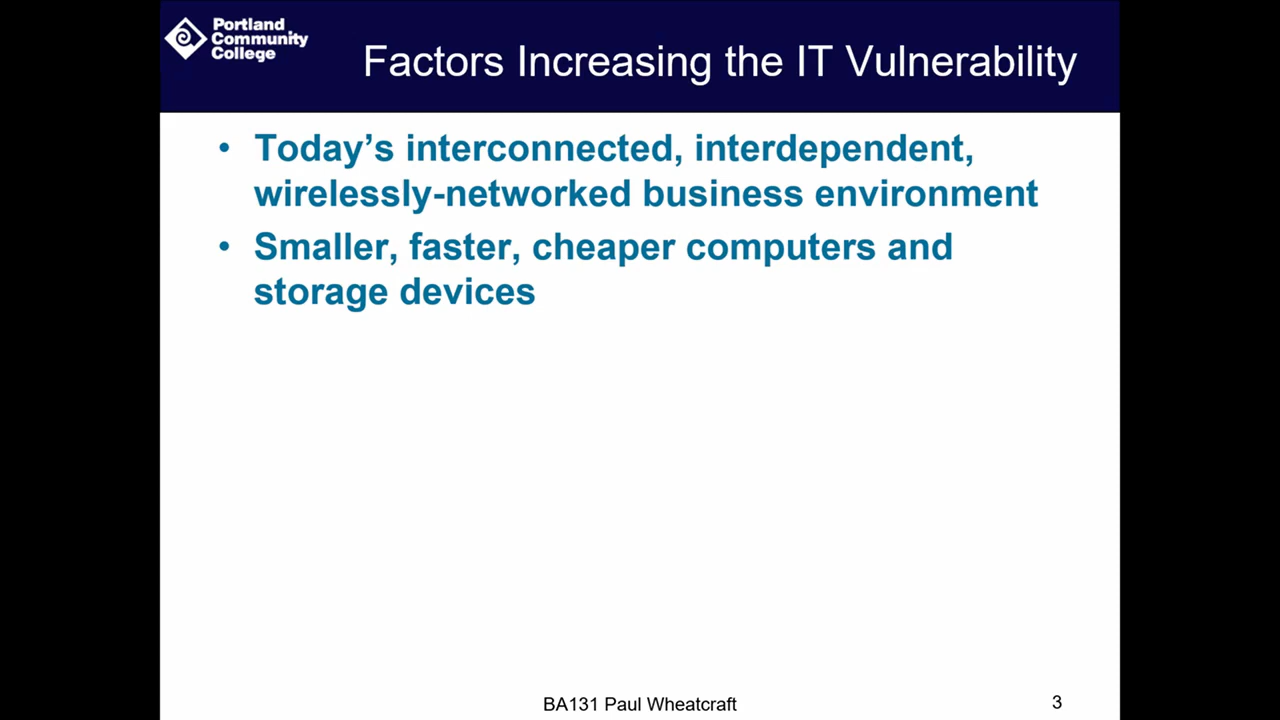 Portland
Community
College
Factors Increasing the IT Vulnerability
• Today’s interconnected, interdependent,
wirelessly-networked business environment
• Smaller, faster, cheaper computers and
storage devices
BA131 Paul Wheatcraft
3